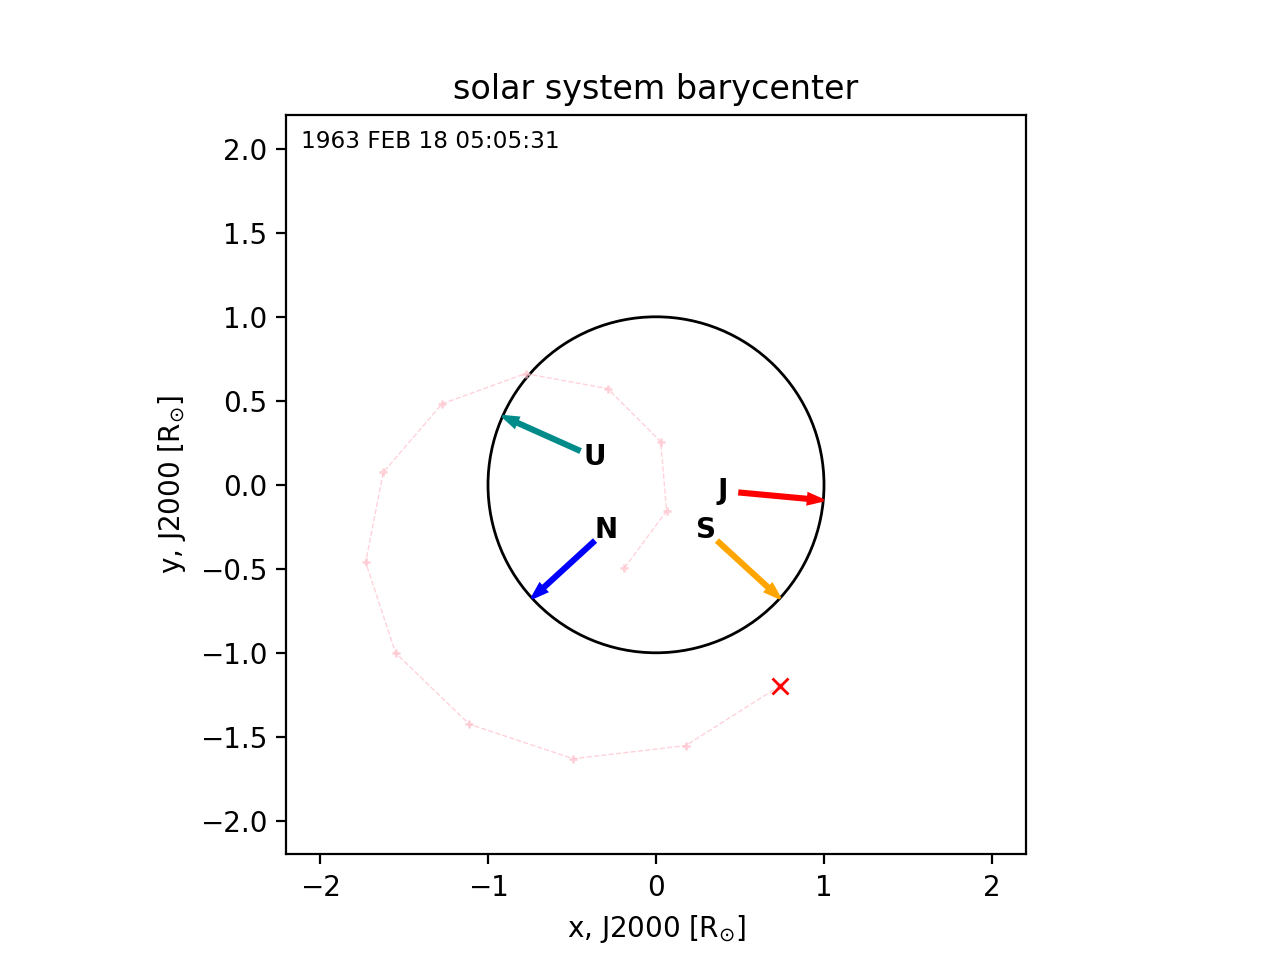 solar system barycenter
1963 FEB 18 05:05:31
2.0
1.5
1.0
0.5
0.0
−0.5
−1.0
−1.5
−2.0
y, J2000 [R☉]
U
J
N
S
−2
−1
0
1
2
x, J2000 [R☉]